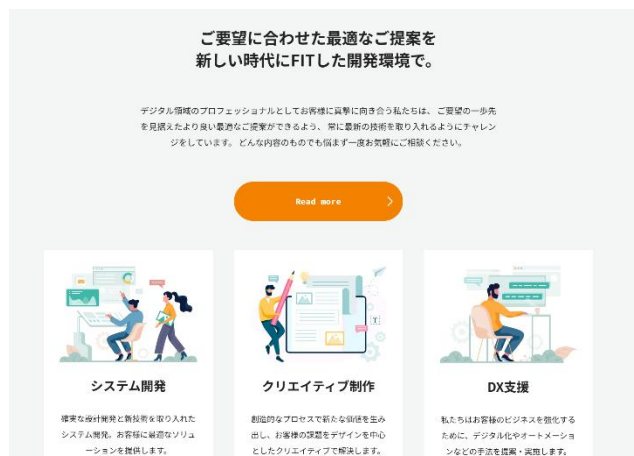 ご要望に合わせた最適なご提案を
新しい時代にFITした開発環境で。
デジタル領域のプロフェッショナルとしてお客様に真摯に向き合う私たちは、ご要望の一歩先
を見据えたより良い最適なご提案ができるよう、常に最新の技術を取り入れるようにチャレン
ジをしています。どんな内容のものでも悩まず一度お気軽にご相談ください。
Read more
システム開発
確実な設計開発と新技術を取り入れた
システム開発。お客様に最適なソリュ
ーションを提供します。
クリエイティブ制作
創造的なプロセスで新たな価値を生み
出し、お客様の課題をデザインを中心
としたクリエイティブで解決します。
DX支援
私たちはお客様のビジネスを強化する
ために、デジタル化やオートメーショ
ンなどの手法を提案・実施します。